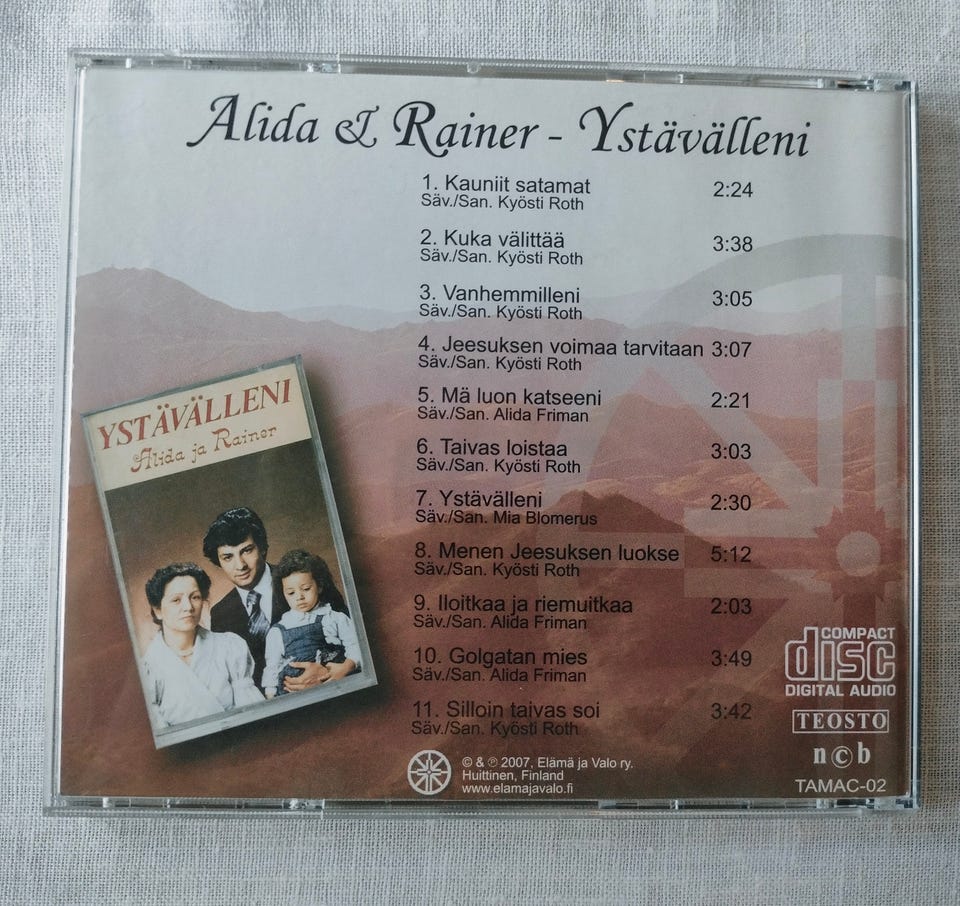 Alida & Rainer - Ystävälleni
1. Kauniit satamat 2:24
Säv./San. Kyösti Roth
2. Kuka välittää 3:38
Säv./San. Kyösti Roth
3. Vanhemmilleni 3:05
Säv./San. Kyösti Roth
4. Jeesuksen voimaa tarvitaan 3:07
Säv./San. Kyösti Roth
5. Mä luon katseeni 2:21
Säv./San. Alida Friman
6. Taivas loistaa 3:03
Säv./San. Kyösti Roth
7. Ystävälleni 2:30
Säv./San. Mia Blomerus
8. Menen Jeesuksen luokse 5:12
Säv./San. Kyösti Roth
9. Iloitkaa ja riemuitkaa 2:03
Säv./San. Alida Friman
10. Golgatan mies 3:49
Säv./San. Alida Friman
11. Silloin taivas soi 3:42
Säv./San. Kyösti Roth
YSTÄVÄLLENI
Alida ja Rainer
© & ℗ 2007, Elämä ja Valo ry.
Huittinen, Finland
www.elamajavalo.fi
COMPACT
disc
DIGITAL AUDIO
TEOSTO
n©b
TAMAC-02